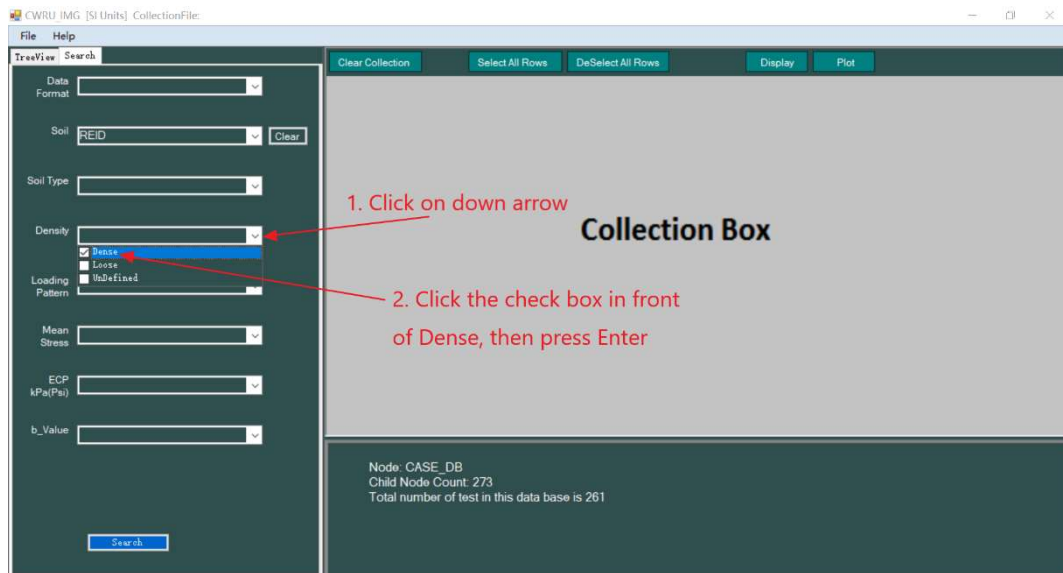 CWRU_IMG [SI Units] CollectionFile:
File Help
TreeView Search
Clear Collection Select All Rows DeSelect All Rows Display Plot
Data
Format
Soil REID Clear
Soil Type
1. Click on down arrow
Density
Collection Box
Dense
Loose
UnDefined
Loading
Pattern
2. Click the check box in front
of Dense, then press Enter
Mean
Stress
ECP
kPa(Psi)
b_Value
Node: CASE_DB
Child Node Count: 273
Total number of test in this data base is 261
Search